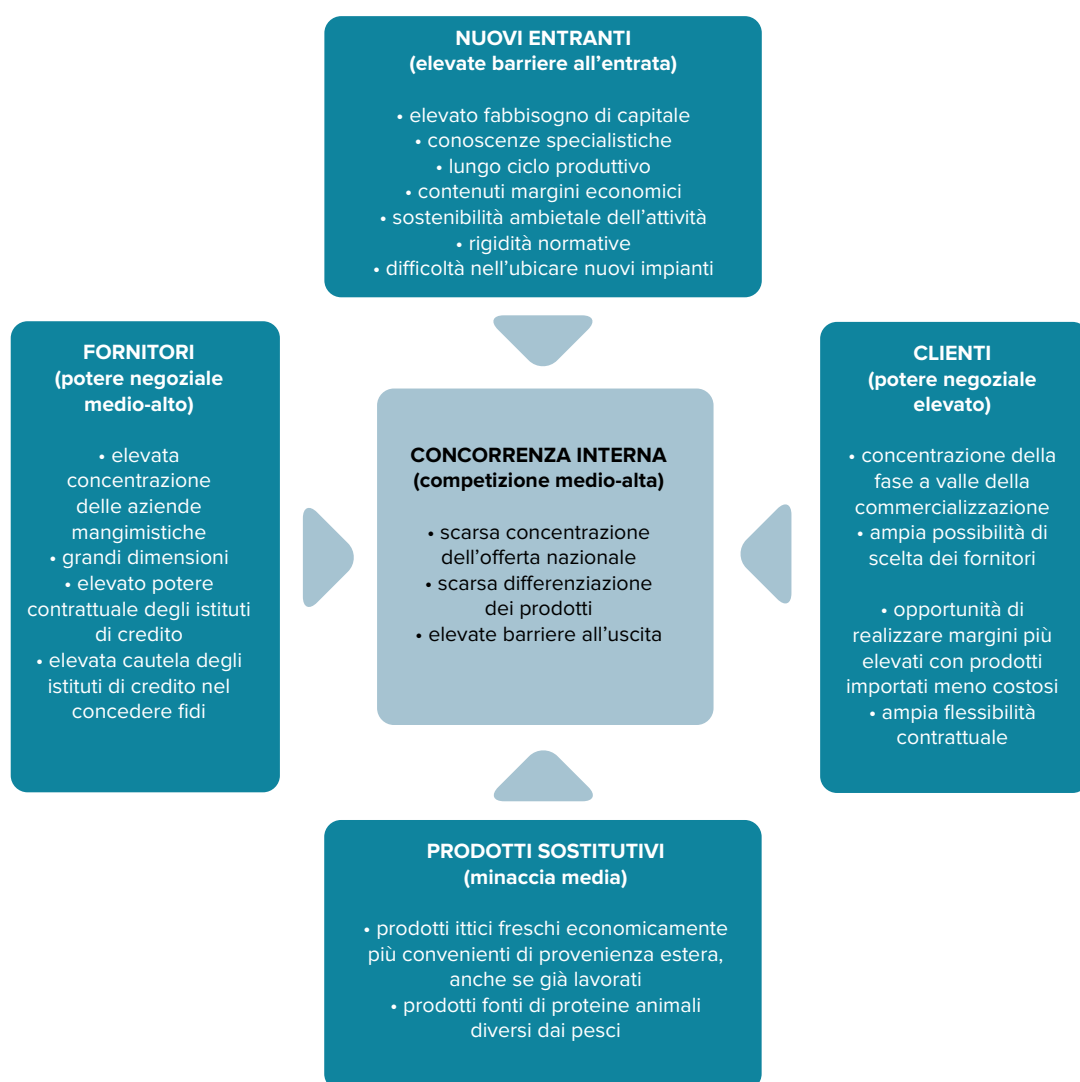 NUOVI ENTRANTI
(elevate barriere all’entrata)
• elevato fabbisogno di capitale
• conoscenze specialistiche
• lungo ciclo produttivo
• contenuti margini economici
• sostenibilità ambietale dell’attività
• rigidità normative
• difficoltà nell’ubicare nuovi impianti
FORNITORI
(potere negoziale
medio-alto)
• elevata
concentrazione
delle aziende
mangimistiche
• grandi dimensioni
• elevato potere
contrattuale degli istituti
di credito
• elevata cautela degli
istituti di credito nel
concedere fidi
CONCORRENZA INTERNA
(competizione medio-alta)
• scarsa concentrazione
dell’offerta nazionale
• scarsa differenziazione
dei prodotti
• elevate barriere all’uscita
CLIENTI
(potere negoziale
elevato)
• concentrazione della
fase a valle della
commercializzazione
• ampia possibilità di
scelta dei fornitori
• opportunità di
realizzare margini più
elevati con prodotti
importati meno costosi
• ampia flessibilità
contrattuale
PRODOTTI SOSTITUTIVI
(minaccia media)
• prodotti ittici freschi economicamente
più convenienti di provenienza estera,
anche se già lavorati
• prodotti fonti di proteine animali
diversi dai pesci